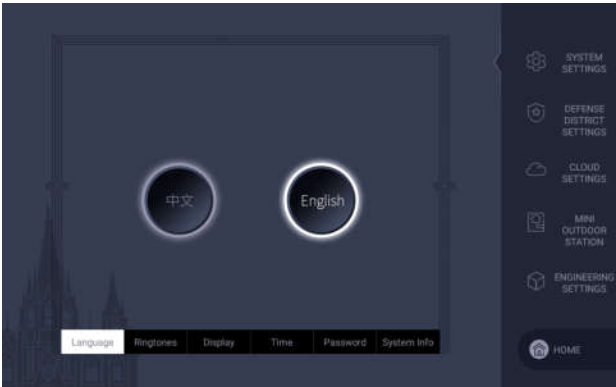 中文
English
Language Ringtones Display Time Password System Info
SYSTEM
SETTINGS
DEFENSE
DISTRICT
SETTINGS
CLOUD
SETTINGS
MINI
OUTDOOR
STATION
ENGINEERING
SETTINGS
HOME